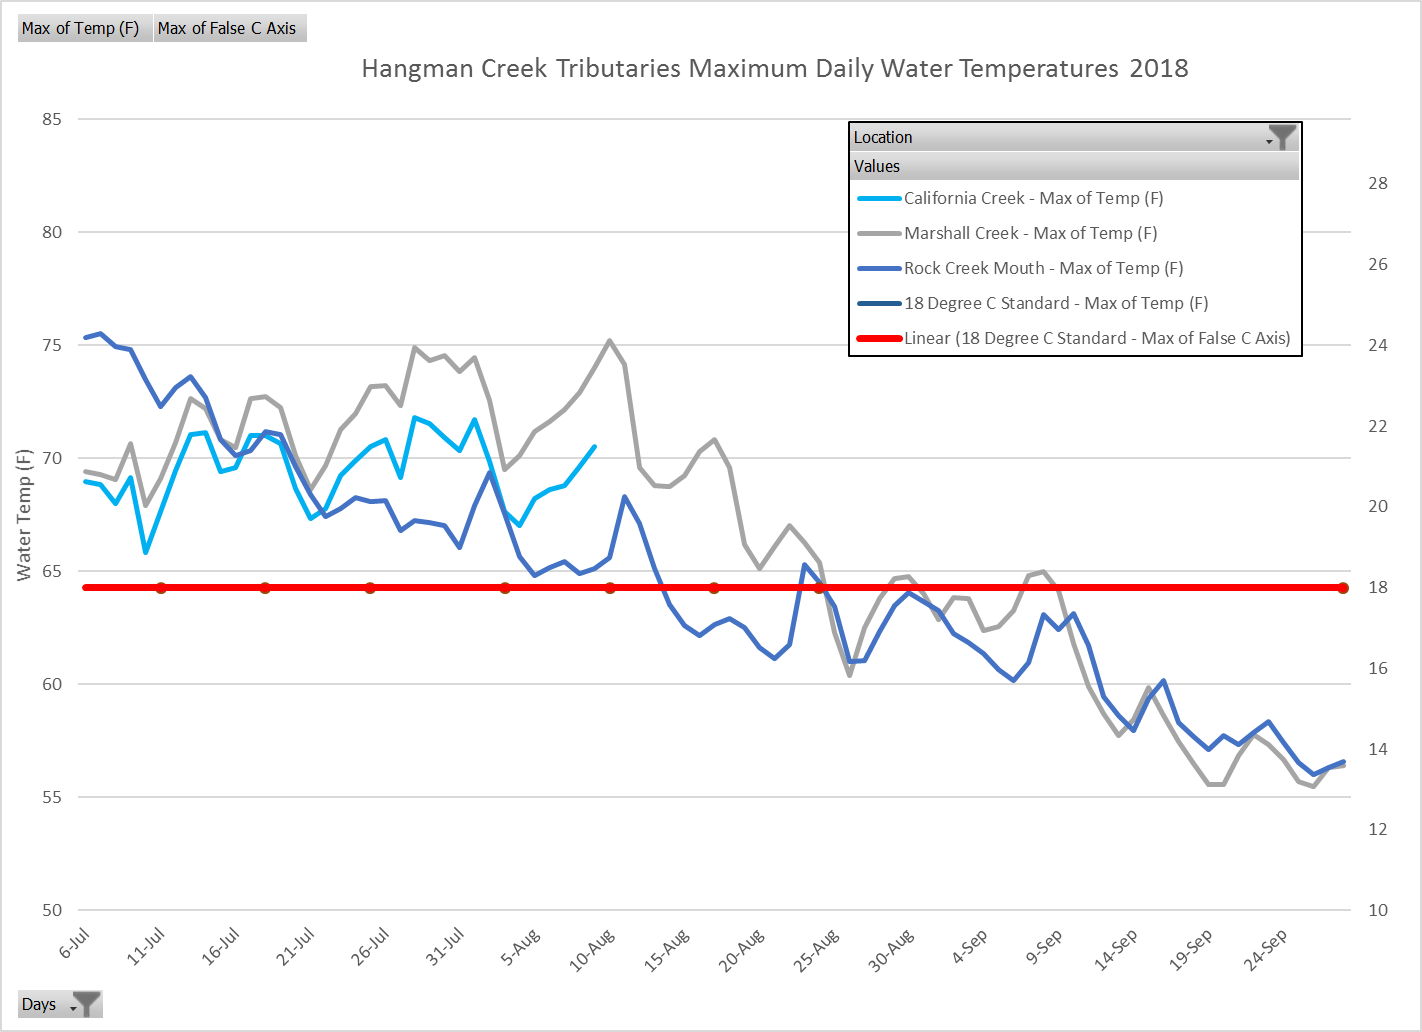 Max of Temp (F) Max of False C Axis
Hangman Creek Tributaries Maximum Daily Water Temperatures 2018
Location
Values
California Creek - Max of Temp (F)
Marshall Creek - Max of Temp (F)
Rock Creek Mouth - Max of Temp (F)
18 Degree C Standard - Max of Temp (F)
Linear (18 Degree C Standard - Max of False C Axis)
Water Temp (F)
85
80
75
70
65
60
55
50
28
26
24
22
20
18
16
14
12
10
6-Jul
11-Jul
16-Jul
21-Jul
26-Jul
31-Jul
5-Aug
10-Aug
15-Aug
20-Aug
25-Aug
30-Aug
4-Sep
9-Sep
14-Sep
19-Sep
24-Sep
Days